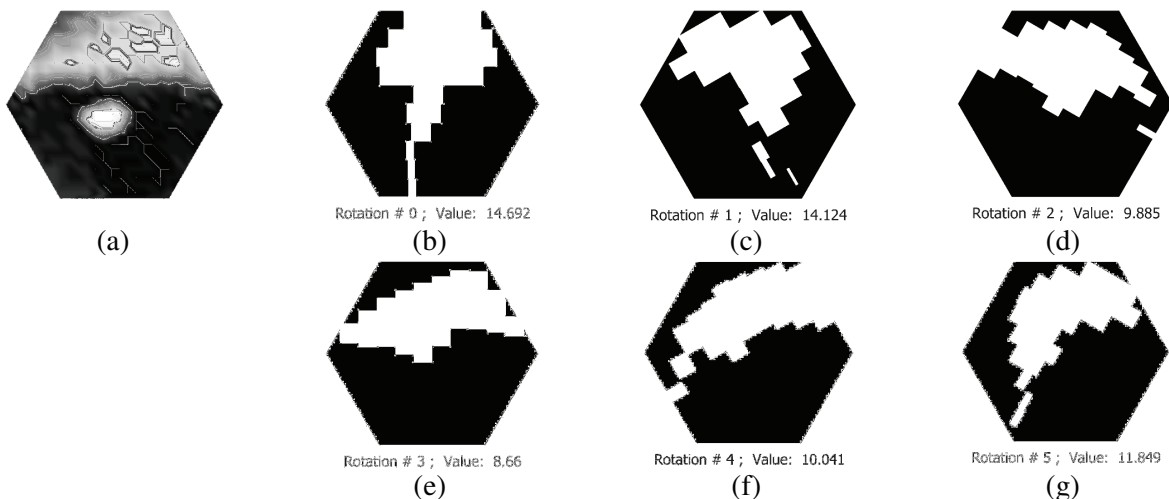 Rotation # 0 ; Value: 14.692
Rotation # 1 ; Value: 14.124
Rotation # 2 ; Value: 9.885
(a)
(b)
(c)
(d)
Rotation # 3 ; Value: 8.66
Rotation # 4 ; Value: 10.041
Rotation # 5 ; Value: 11.849
(e)
(f)
(g)